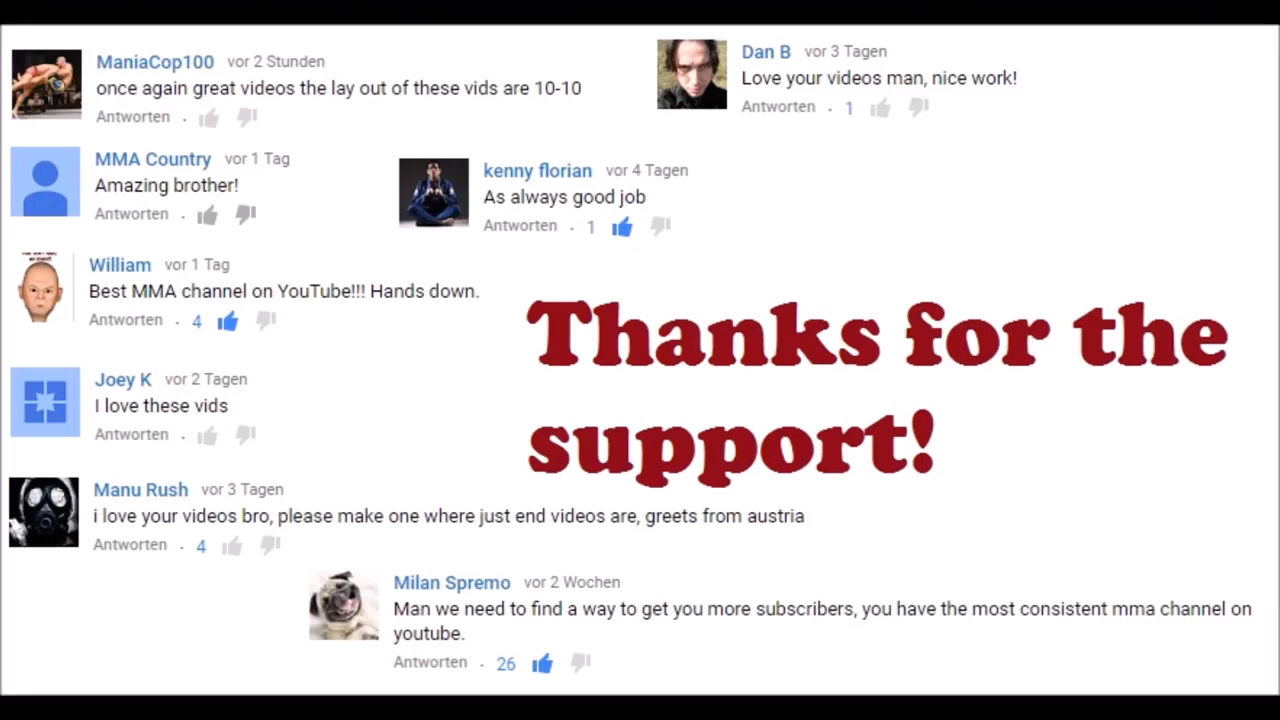 ManiaCop100 vor 2 Stunden
once again great videos the lay out of these vids are 10-10
Antworten .
Dan B vor 3 Tagen
Love your videos man, nice work!
Antworten . 1
MMA Country vor 1 Tag
Amazing brother!
Antworten .
kenny florian vor 4 Tagen
As always good job
Antworten . 1
William vor 1 Tag
Best MMA channel on YouTube!!! Hands down.
Antworten . 4
Thanks for the
support!
Joey K vor 2 Tagen
I love these vids
Antworten .
Manu Rush vor 3 Tagen
i love your videos bro, please make one where just end videos are, greets from austria
Antworten . 4
Milan Spremo vor 2 Wochen
Man we need to find a way to get you more subscribers, you have the most consistent mma channel on
youtube.
Antworten . 26